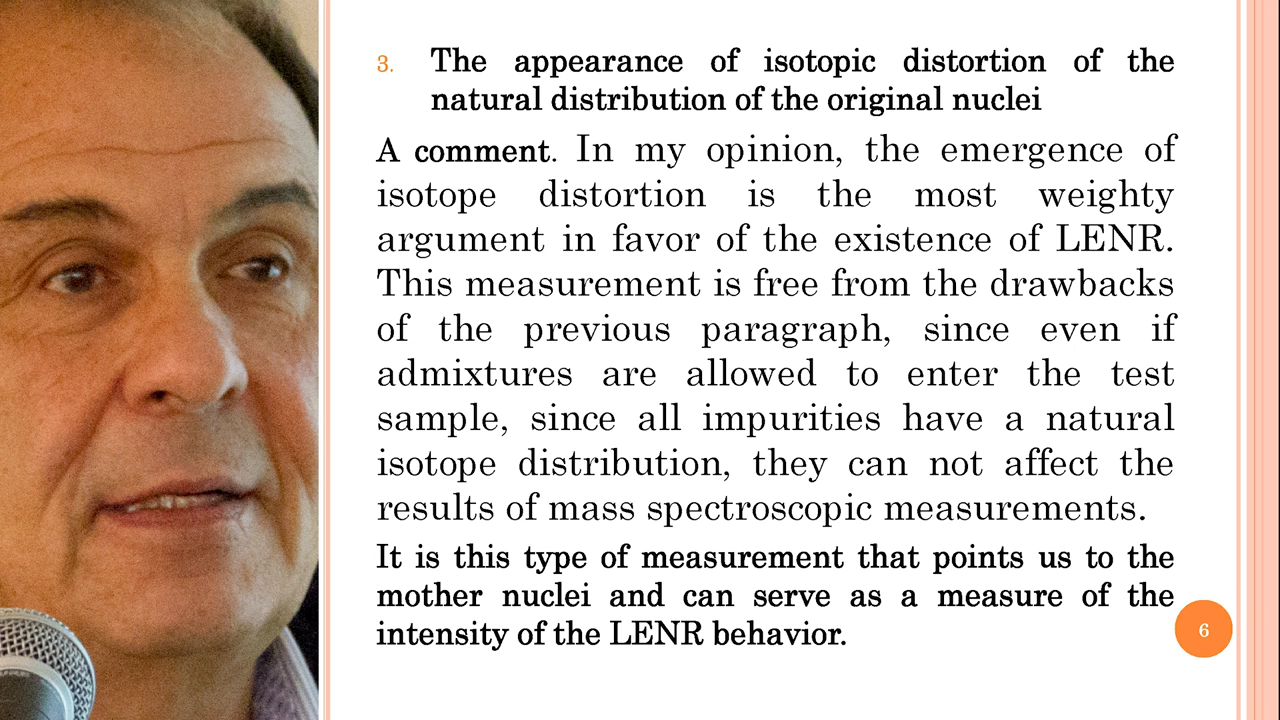 3. The appearance of isotopic distortion of the
natural distribution of the original nuclei
A comment. In my opinion, the emergence of
isotope distortion is the most weighty
argument in favor of the existence of LENR.
This measurement is free from the drawbacks
of the previous paragraph, since even if
admixtures are allowed to enter the test
sample, since all impurities have a natural
isotope distribution, they can not affect the
results of mass spectroscopic measurements.
It is this type of measurement that points us to the
mother nuclei and can serve as a measure of the
intensity of the LENR behavior.
6